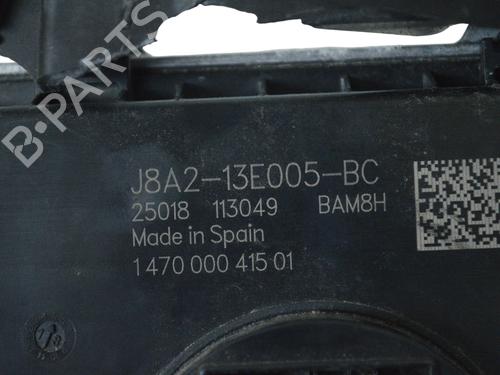 B-PARTS
J8A2-13E005-BC
25018 113049 BAM8H
Made in Spain
1 470 000 415 01